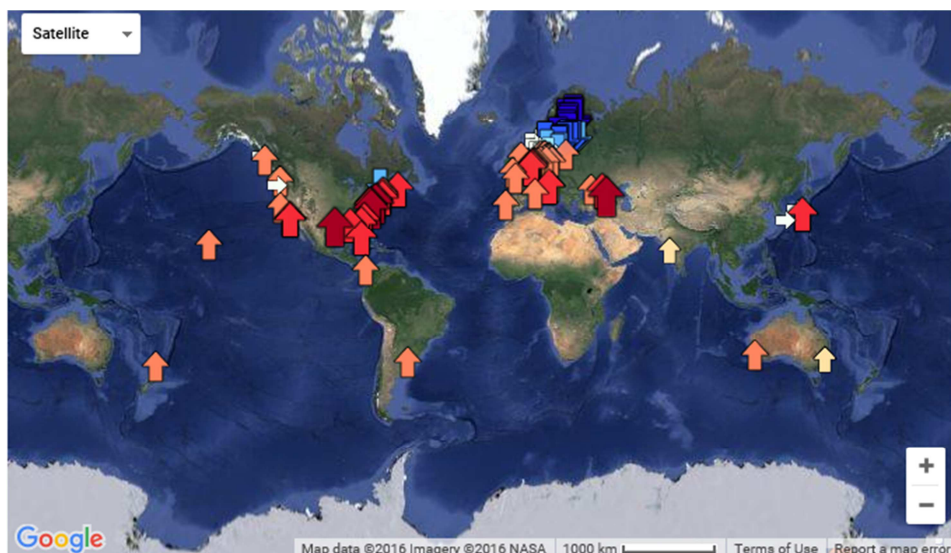 Satellite
+
−
Google
Map data ©2016 Imagery ©2016 NASA 1000 km Terms of Use Report a map error